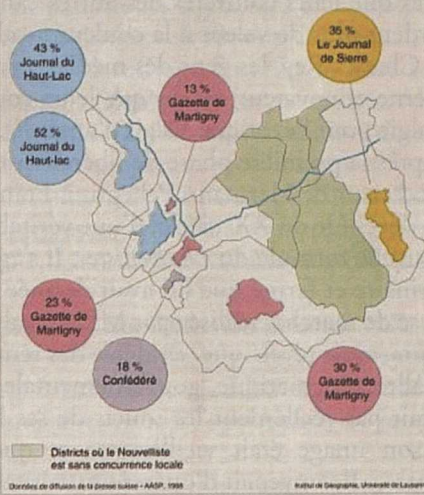 43 %
Journal du
Haut-Lac
35 %
Le Journal
de Sierre
13 %
Gazette de
Martigny
52 %
Journal du
Haut-lac
23 %
Gazette de
Martigny
18 %
Confédéré
30 %
Gazette de
Martigny
Districts où le Nouvelliste
est sans concurrence locale
Données de diffusion de la presse suisse - AASP, 1998
Institut de Géographie, Université de Lausanne